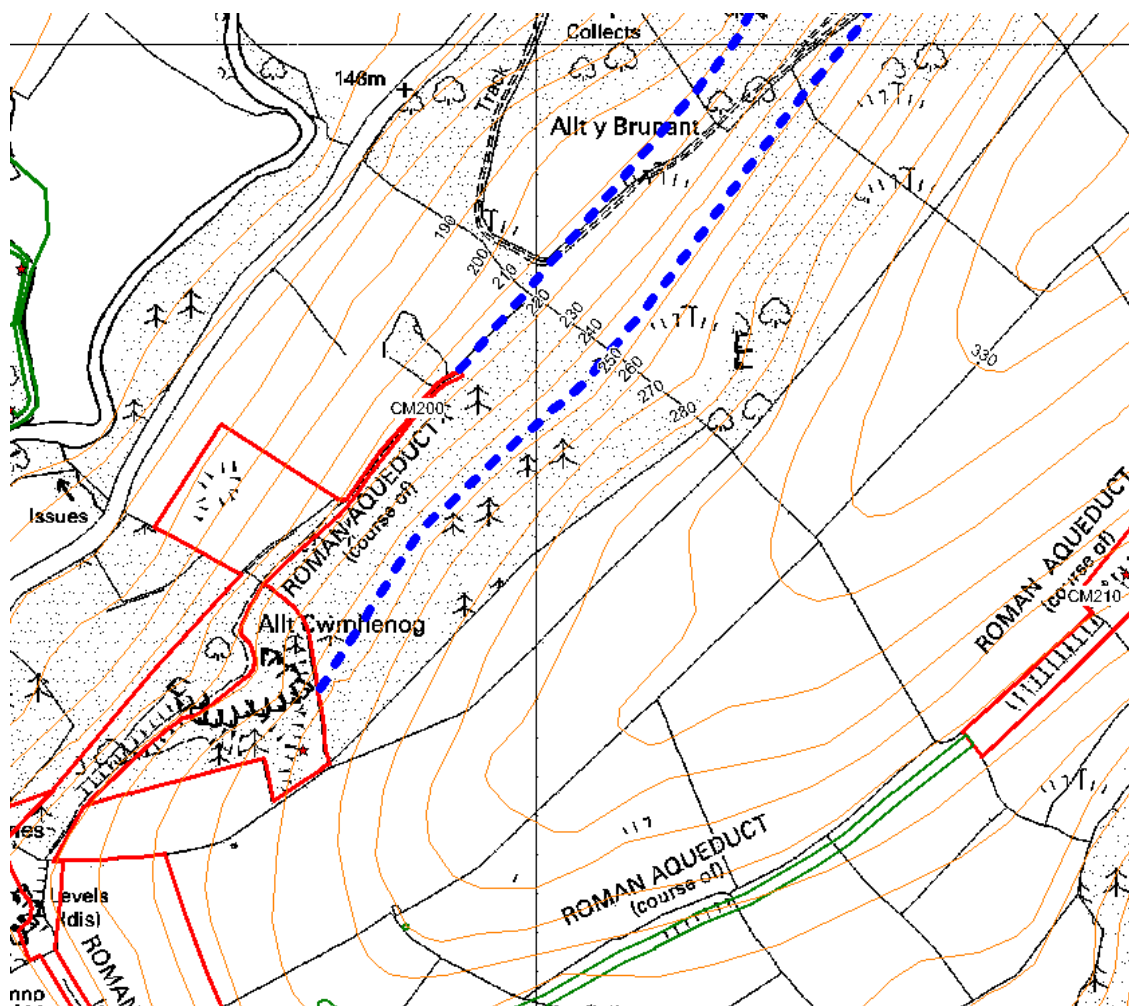 Collects
146m
Track
Allt y Brunant
190
200
210
220
230
240
250
260
270
280
330
CM200
ROMAN AQUEDUCT
(course of)
Issues
ROMAN AQUEDUCT
(course of)
CM210
Allt Cwmhenog
ROMAN AQUEDUCT
(course of)
nes
Levels
(dis)
ROMAN